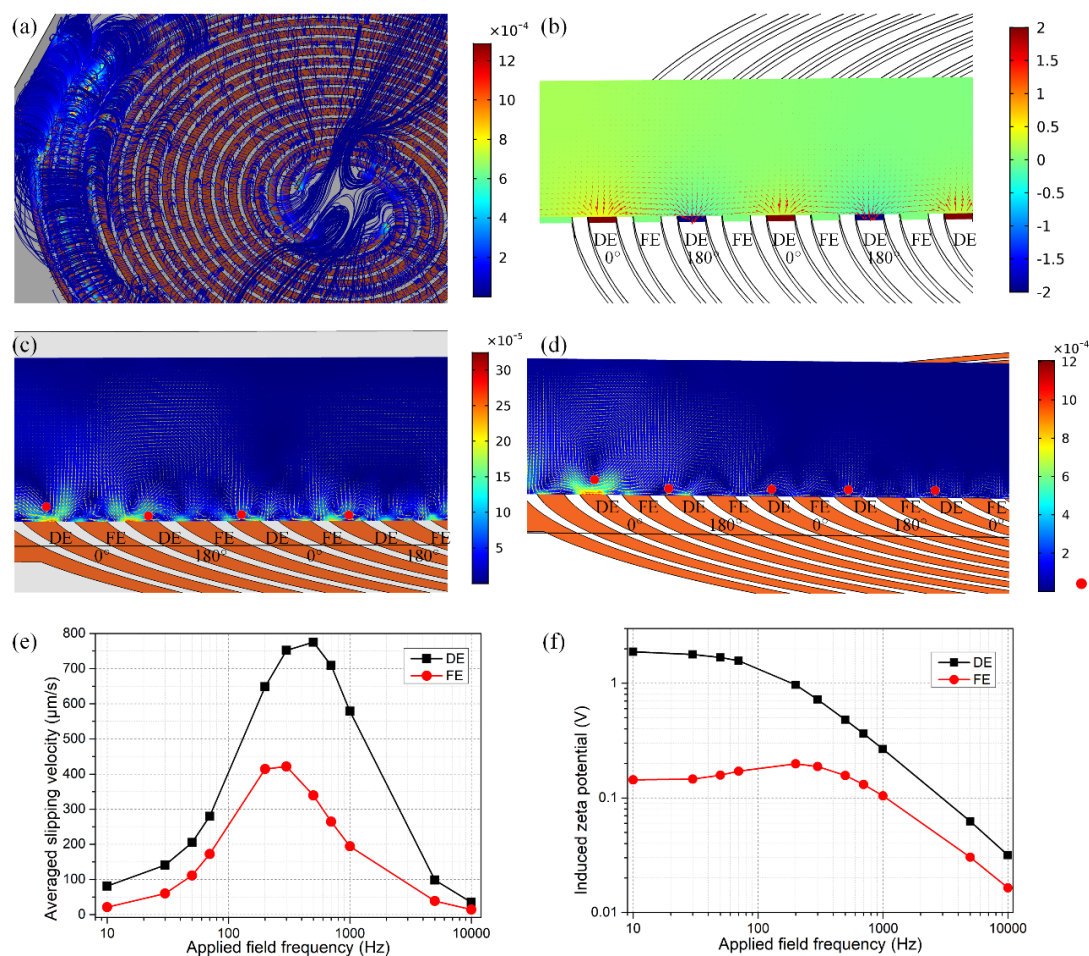 (a)
×10⁻⁴
12
10
8
6
4
2
(b)
2
1.5
1
0.5
0
-0.5
-1
-1.5
-2
DE FE DE FE DE FE DE FE DE
0° 180° 0° 180°
(c)
×10⁻⁵
30
25
20
15
10
5
DE FE DE FE DE FE DE FE
0° 180° 0° 180°
(d)
×10⁻⁴
12
10
8
6
4
2
DE FE DE FE DE FE DE FE DE
0° 180° 0° 180° 0°
(e)
800
700
600
500
400
300
200
100
0
Averaged slipping velocity (μm/s)
DE
FE
10 100 1000 10000
Applied field frequency (Hz)
(f)
1
0.1
0.01
Induced zeta potential (V)
DE
FE
10 100 1000 10000
Applied field frequency (Hz)